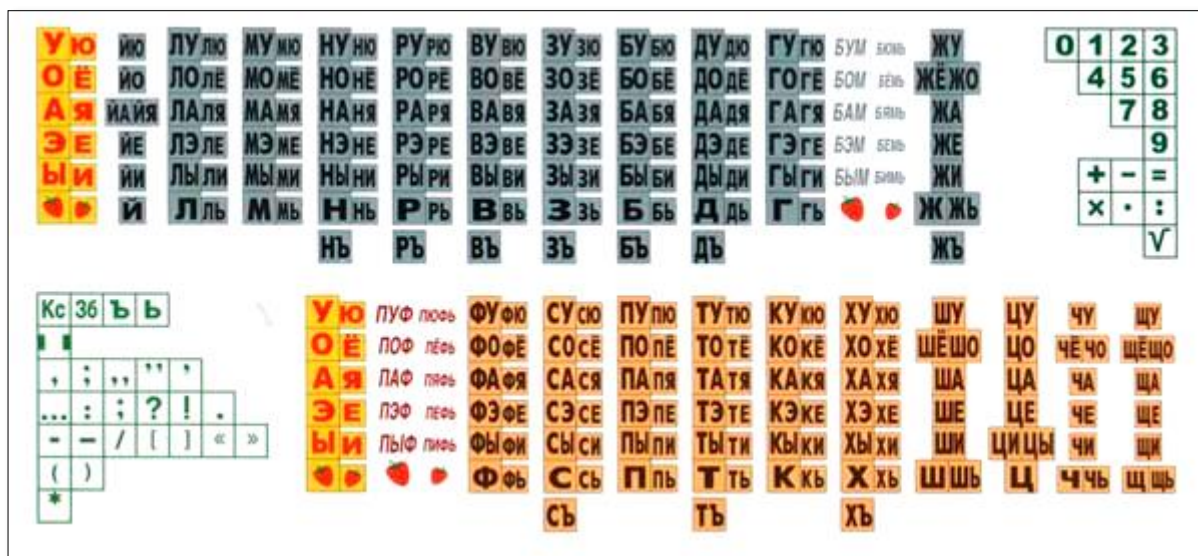 У Ю ЙЮ ЛУ ЛЮ МУ МЮ НУ НЮ РУ РЮ ВУ ВЮ ЗУ ЗЮ БУ БЮ ДУ ДЮ ГУ ГЮ БУМ БЮМЬ ЖУ 0 1 2 3
О Ё ЙО ЛО ЛЁ МО МЁ НО НЁ РО РЁ ВО ВЁ ЗО ЗЁ БО БЁ ДО ДЁ ГО ГЁ БОМ БЁМЬ ЖЁ ЖО 4 5 6
А Я ЙА ЙЯ ЛА ЛЯ МА МЯ НА НЯ РА РЯ ВА ВЯ ЗА ЗЯ БА БЯ ДА ДЯ ГА ГЯ БАМ БЯМЬ ЖА 7 8
Э Е ЙЕ ЛЭ ЛЕ МЭ МЕ НЭ НЕ РЭ РЕ ВЭ ВЕ ЗЭ ЗЕ БЭ БЕ ДЭ ДЕ ГЭ ГЕ БЭМ БЕМЬ ЖЕ 9
Ы И ЙИ ЛЫ ЛИ МЫ МИ НЫ НИ РЫ РИ ВЫ ВИ ЗЫ ЗИ БЫ БИ ДЫ ДИ ГЫ ГИ БЫМ БИМЬ ЖИ + - =
Й Л ЛЬ М МЬ Н НЬ Р РЬ В ВЬ З ЗЬ Б БЬ Д ДЬ Г ГЬ Ж ЖЬ × · :
НЪ РЪ ВЪ ЗЪ БЪ ДЪ ЖЪ √
Кс Зб Ъ Ь
, ; ,, '' '
... : ; ? ! .
- — / [ ] « »
( )
*
У Ю ПУФ ПЮФЬ ФУ ФЮ СУ СЮ ПУ ПЮ ТУ ТЮ КУ КЮ ХУ ХЮ ШУ ЦУ ЧУ ЩУ
О Ё ПОФ ПЁФЬ ФО ФЁ СО СЁ ПО ПЁ ТО ТЁ КО КЁ ХО ХЁ ШЁ ШО ЦО ЧЁ ЧО ЩЁ ЩО
А Я ПАФ ПЯФЬ ФА ФЯ СА СЯ ПА ПЯ ТА ТЯ КА КЯ ХА ХЯ ША ЦА ЧА ЩА
Э Е ПЭФ ПЕФЬ ФЭ ФЕ СЭ СЕ ПЭ ПЕ ТЭ ТЕ КЭ КЕ ХЭ ХЕ ШЕ ЦЕ ЧЕ ЩЕ
Ы И ПЫФ ПИФЬ ФЫ ФИ СЫ СИ ПЫ ПИ ТЫ ТИ КЫ КИ ХЫ ХИ ШИ ЦИ ЦЫ ЧИ ЩИ
Ф ФЬ С СЬ П ПЬ Т ТЬ К КЬ Х ХЬ Ш ШЬ Ц Ч ЧЬ Щ ЩЬ
СЪ ТЪ ХЪ